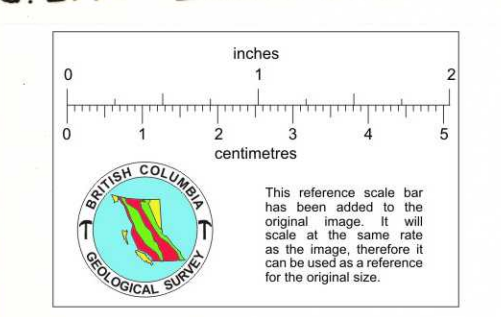 inches
0 1 2
0 1 2 3 4 5
centimetres
BRITISH COLUMBIA
GEOLOGICAL SURVEY
This reference scale bar
has been added to the
original image. It will
scale at the same rate
as the image, therefore it
can be used as a reference
for the original size.